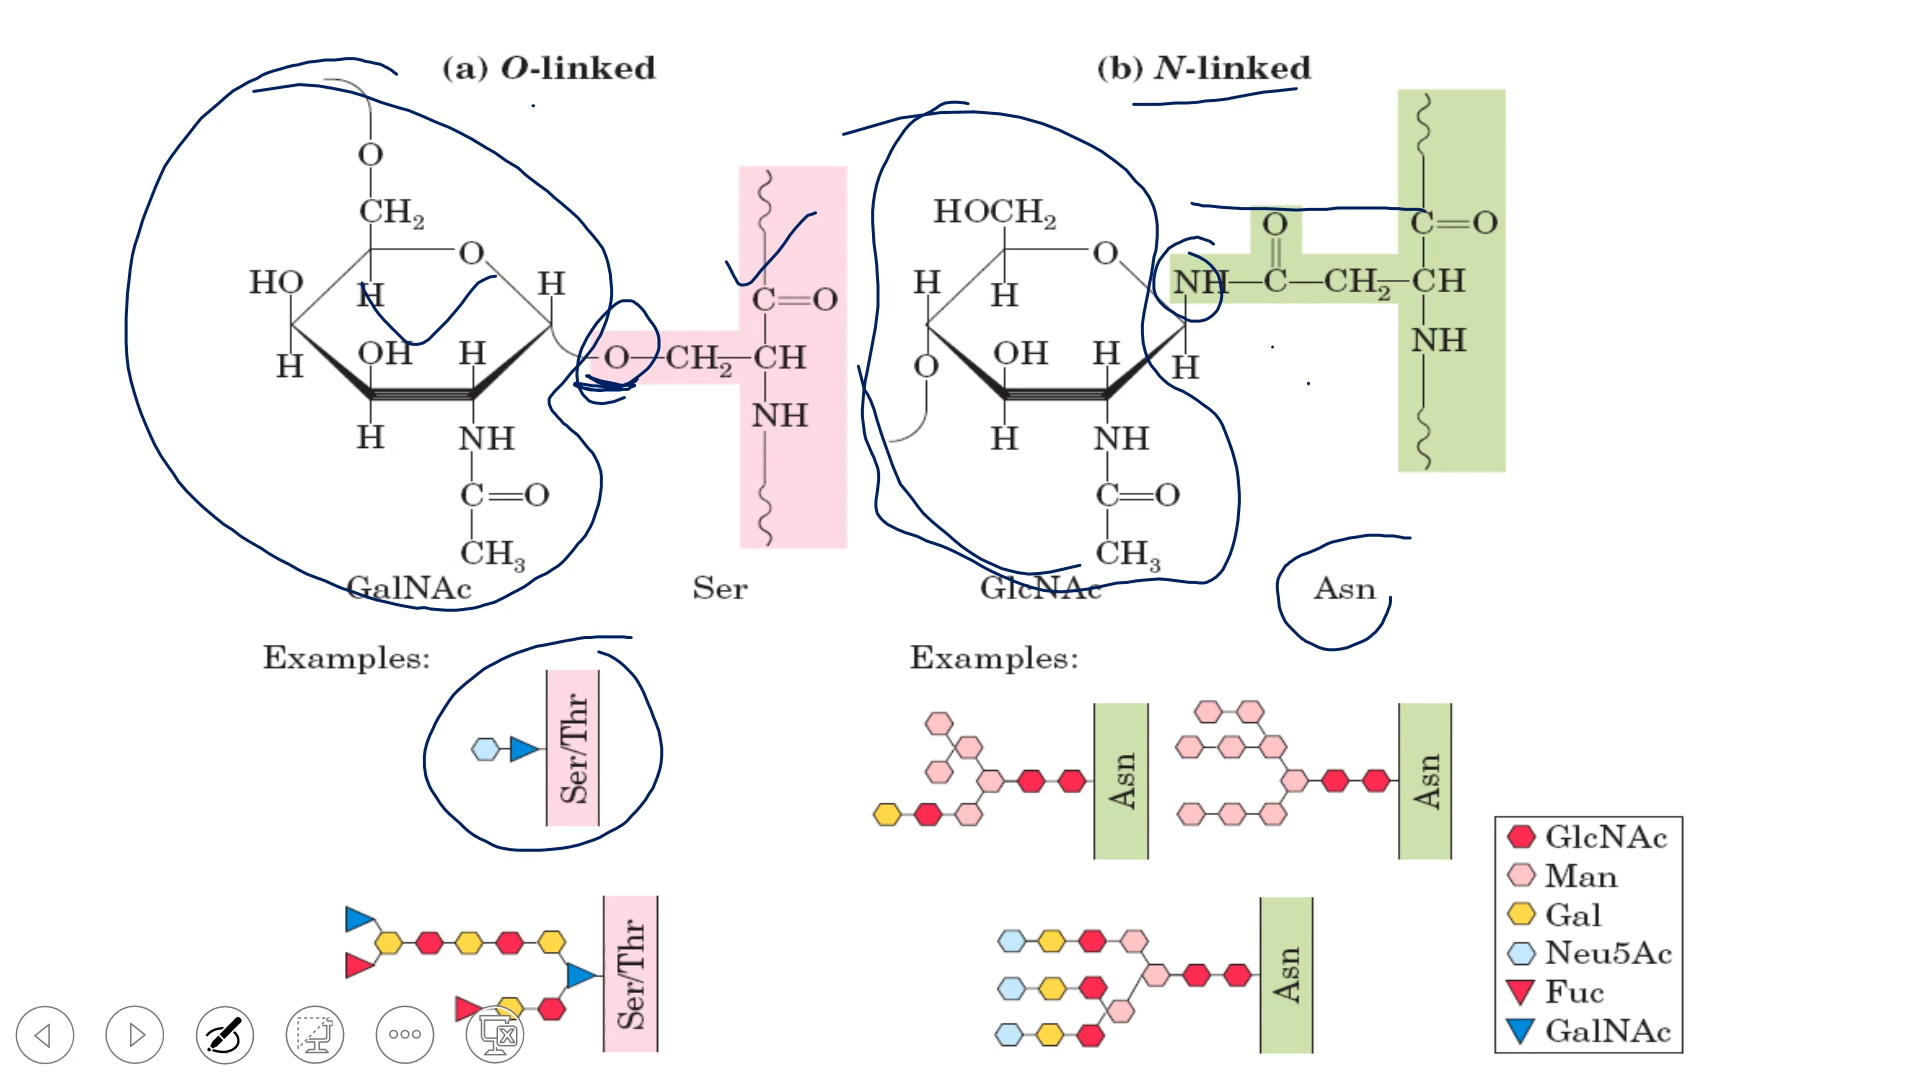 (a) O-linked
O
CH₂
O
HO
H
H
OH
H
H
H
NH
C=O
CH₃
GalNAc
O—CH₂—CH
C=O
NH
Ser
Examples:
Ser/Thr
Ser/Thr
(b) N-linked
HOCH₂
O
H
H
O
OH
H
H
H
NH
C=O
CH₃
GlcNAc
O
NH—C—CH₂—CH
C=O
NH
Asn
Examples:
Asn
Asn
Asn
GlcNAc
Man
Gal
Neu5Ac
Fuc
GalNAc